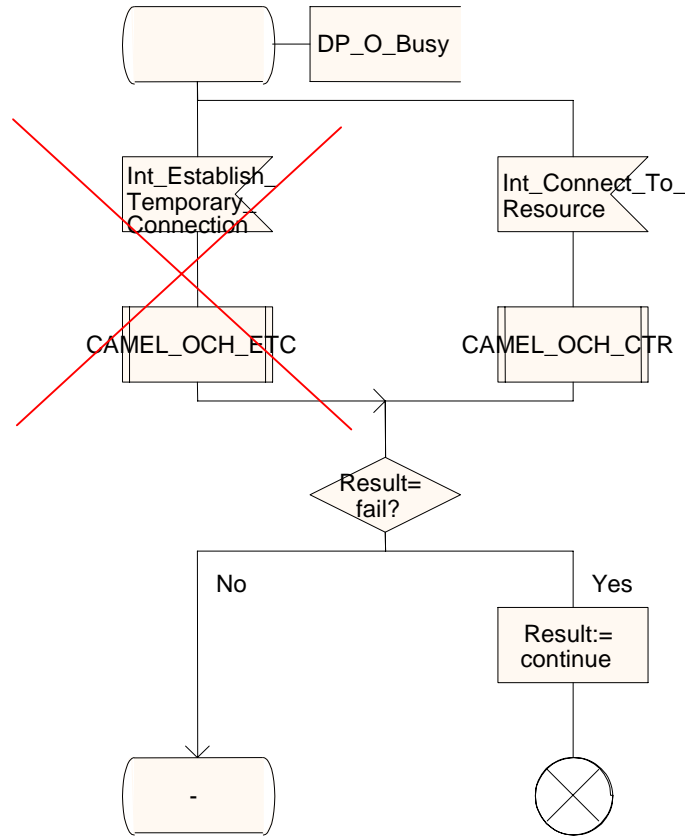 DP_O_Busy
Int_Establish_
Temporary_
Connection
Int_Connect_To_
Resource
CAMEL_OCH_ETC
CAMEL_OCH_CTR
Result=
fail?
No
Yes
Result:=
continue
-